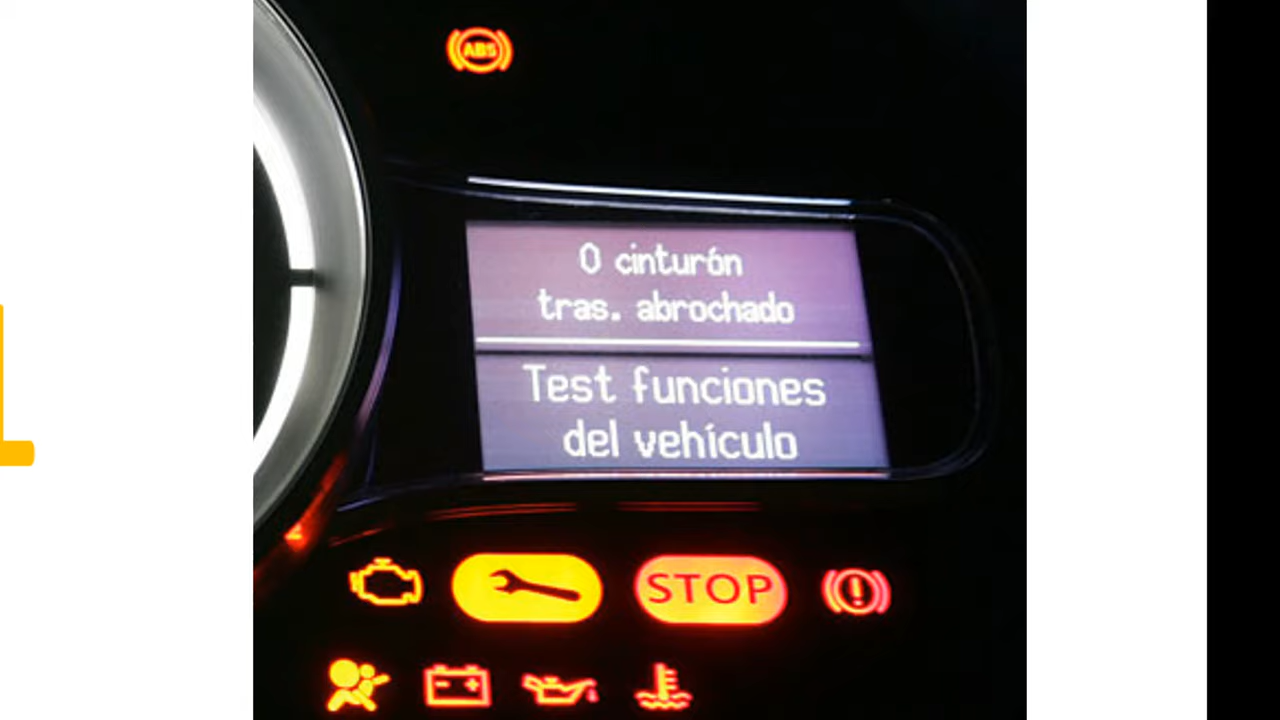 ABS
0 cinturón
tras. abrochado
Test funciones
del vehículo
STOP